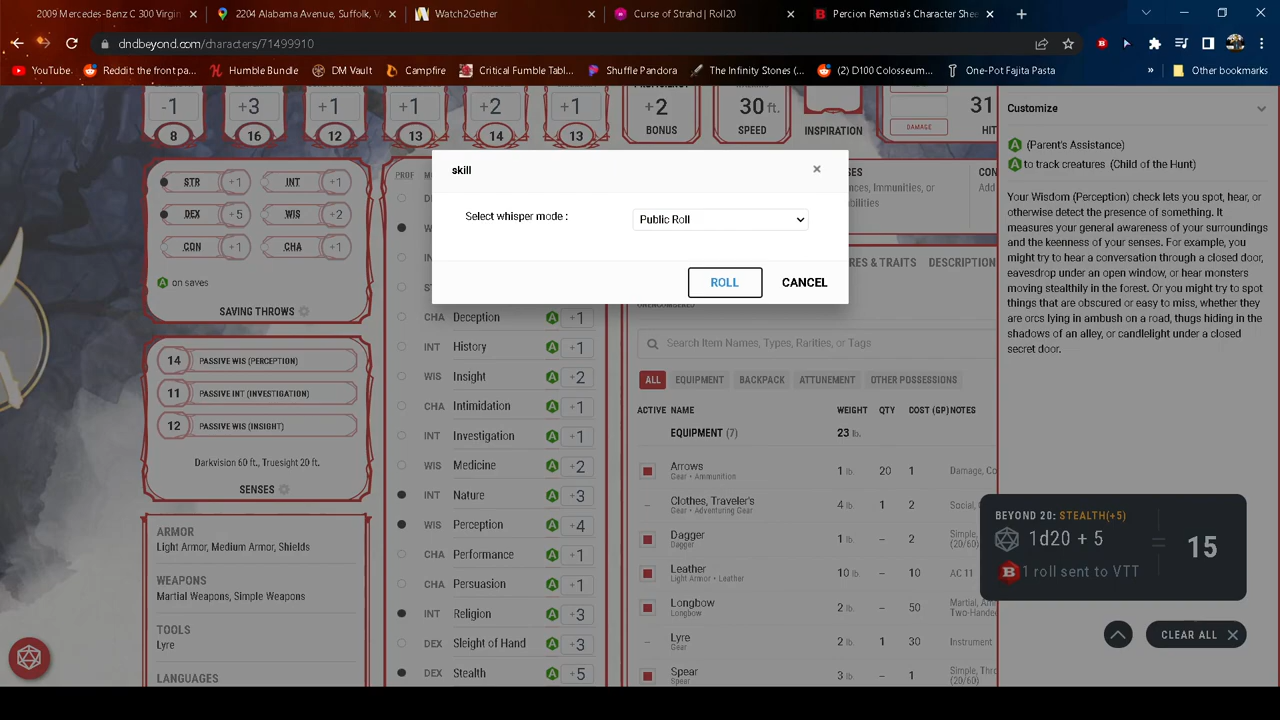 2009 Mercedes-Benz C 300 Virgin
2204 Alabama Avenue, Suffolk, V
Watch2Gether
Curse of Strahd | Roll20
Percion Remstia's Character She
dndbeyond.com/characters/71499910
YouTube
Reddit: the front pa...
Humble Bundle
DM Vault
Campfire
Critical Fumble Tabl...
Shuffle Pandora
The Infinity Stones (...
(2) D100 Colosseum...
One-Pot Fajita Pasta
»
Other bookmarks
-1
+3
+1
+1
+2
+1
8
16
12
13
14
13
+2
BONUS
30 ft.
SPEED
INSPIRATION
DAMAGE
31
HIT
STR +1
INT +1
DEX +5
WIS +2
CON +1
CHA +1
A on saves
SAVING THROWS
14 PASSIVE WIS (PERCEPTION)
11 PASSIVE INT (INVESTIGATION)
12 PASSIVE WIS (INSIGHT)
Darkvision 60 ft., Truesight 20 ft.
SENSES
ARMOR
Light Armor, Medium Armor, Shields
WEAPONS
Martial Weapons, Simple Weapons
TOOLS
Lyre
LANGUAGES
PROF
skill
×
Select whisper mode :
Public Roll
ROLL
CANCEL
CHA Deception A +1
INT History A +1
WIS Insight A +2
CHA Intimidation A +1
INT Investigation A +1
WIS Medicine A +2
INT Nature A +3
WIS Perception A +4
CHA Performance A +1
CHA Persuasion A +1
INT Religion A +3
DEX Sleight of Hand A +3
DEX Stealth A +5
CON
Add
DESCRIPTION
Search Item Names, Types, Rarities, or Tags
ALL
EQUIPMENT
BACKPACK
ATTUNEMENT
OTHER POSSESSIONS
ACTIVE NAME WEIGHT QTY COST (GP) NOTES
EQUIPMENT (7) 23 lb.
Arrows 1 lb. 20 1 Damage, Co
Gear • Ammunition
Clothes, Traveler's 4 lb. 1 2 Social,
Gear • Adventuring Gear
Dagger 1 lb. – 2 Simple,
Dagger (20/60)
Leather 10 lb. – 10 AC 11
Light Armor • Leather
Longbow 2 lb. – 50 Martial, Am
Longbow Two-Handed
Lyre 2 lb. 1 30 Instrument
Gear
Spear 3 lb. – 1 Simple, Thro
Spear (20/60)
Customize
A (Parent's Assistance)
A to track creatures (Child of the Hunt)
Your Wisdom (Perception) check lets you spot, hear, or
otherwise detect the presence of something. It
measures your general awareness of your surroundings
and the keenness of your senses. For example, you
might try to hear a conversation through a closed door,
eavesdrop under an open window, or hear monsters
moving stealthily in the forest. Or you might try to spot
things that are obscured or easy to miss, whether they
are orcs lying in ambush on a road, thugs hiding in the
shadows of an alley, or candlelight under a closed
secret door.
BEYOND 20: STEALTH(+5)
1d20 + 5 = 15
1 roll sent to VTT
CLEAR ALL